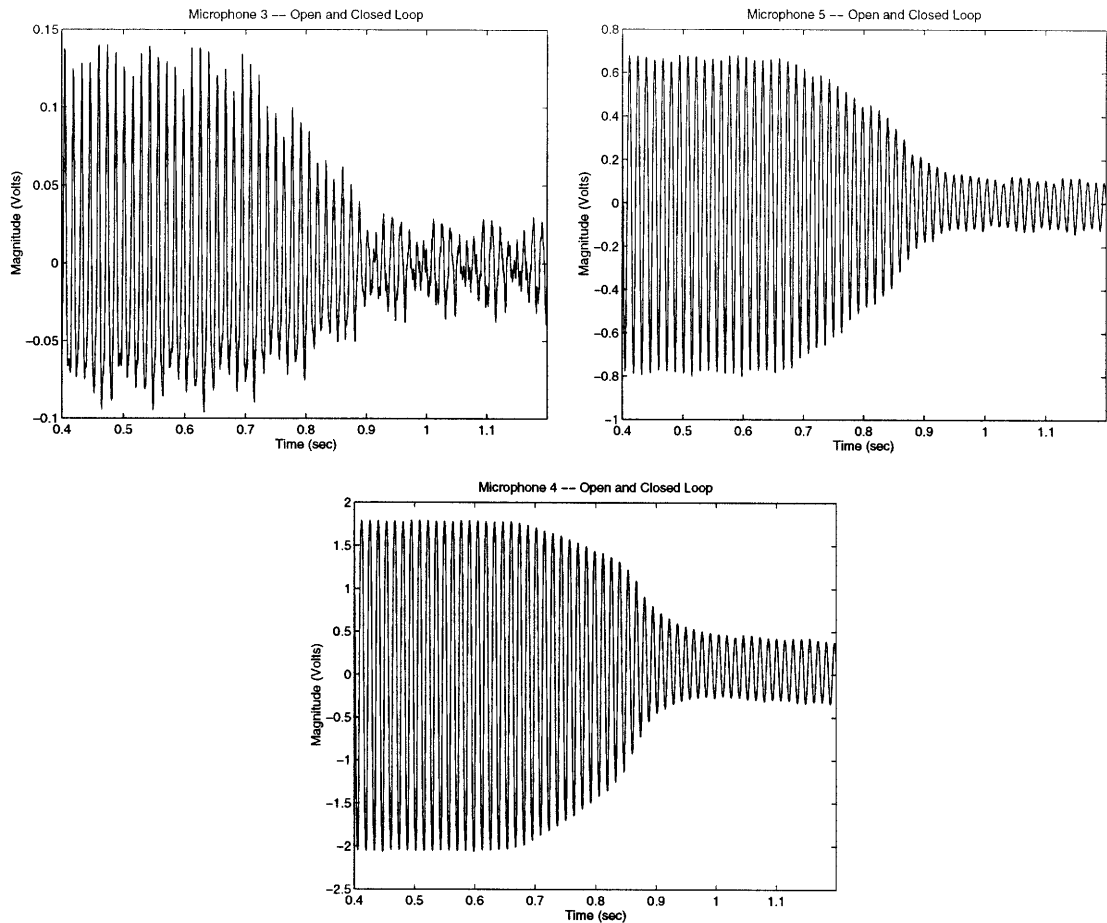 Microphone 3 −− Open and Closed Loop
Magnitude (Volts)
0.15
0.1
0.05
0
−0.05
−0.1
0.4 0.5 0.6 0.7 0.8 0.9 1 1.1
Time (sec)
Microphone 5 −− Open and Closed Loop
Magnitude (Volts)
0.8
0.6
0.4
0.2
0
−0.2
−0.4
−0.6
−0.8
−1
0.4 0.5 0.6 0.7 0.8 0.9 1 1.1
Time (sec)
Microphone 4 −− Open and Closed Loop
Magnitude (Volts)
2
1.5
1
0.5
0
−0.5
−1
−1.5
−2
−2.5
0.4 0.5 0.6 0.7 0.8 0.9 1 1.1
Time (sec)